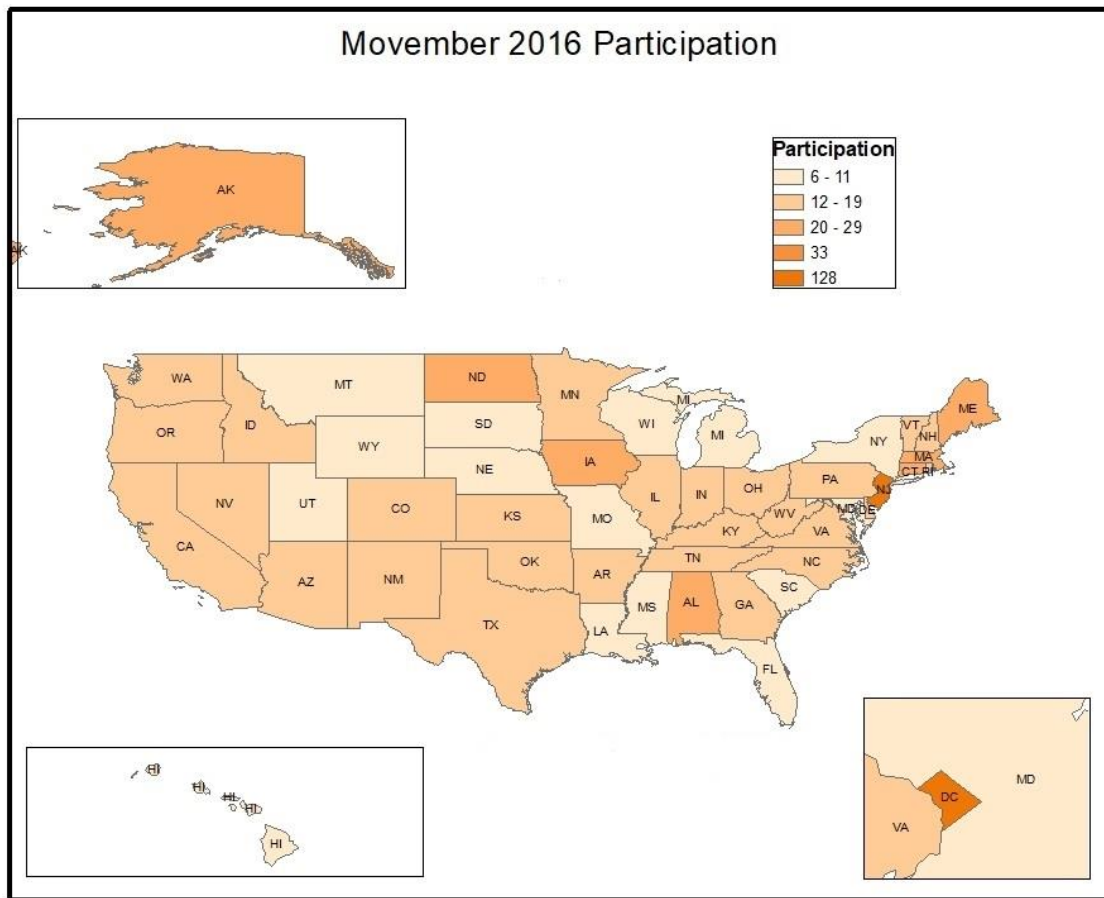 Movember 2016 Participation
AK
AK
Participation
6 - 11
12 - 19
20 - 29
33
128
WA
MT
ND
MN
MI
ME
VT
NH
OR
ID
SD
WI
MI
NY
WY
MA
CT RI
IA
NE
PA
NJ
NV
UT
CO
IL
IN
OH
MD
DE
KS
MO
WV
VA
KY
CA
OK
TN
NC
AZ
NM
AR
SC
MS
AL
GA
TX
LA
FL
HI
HI
HI
HI
HI
MD
DC
VA